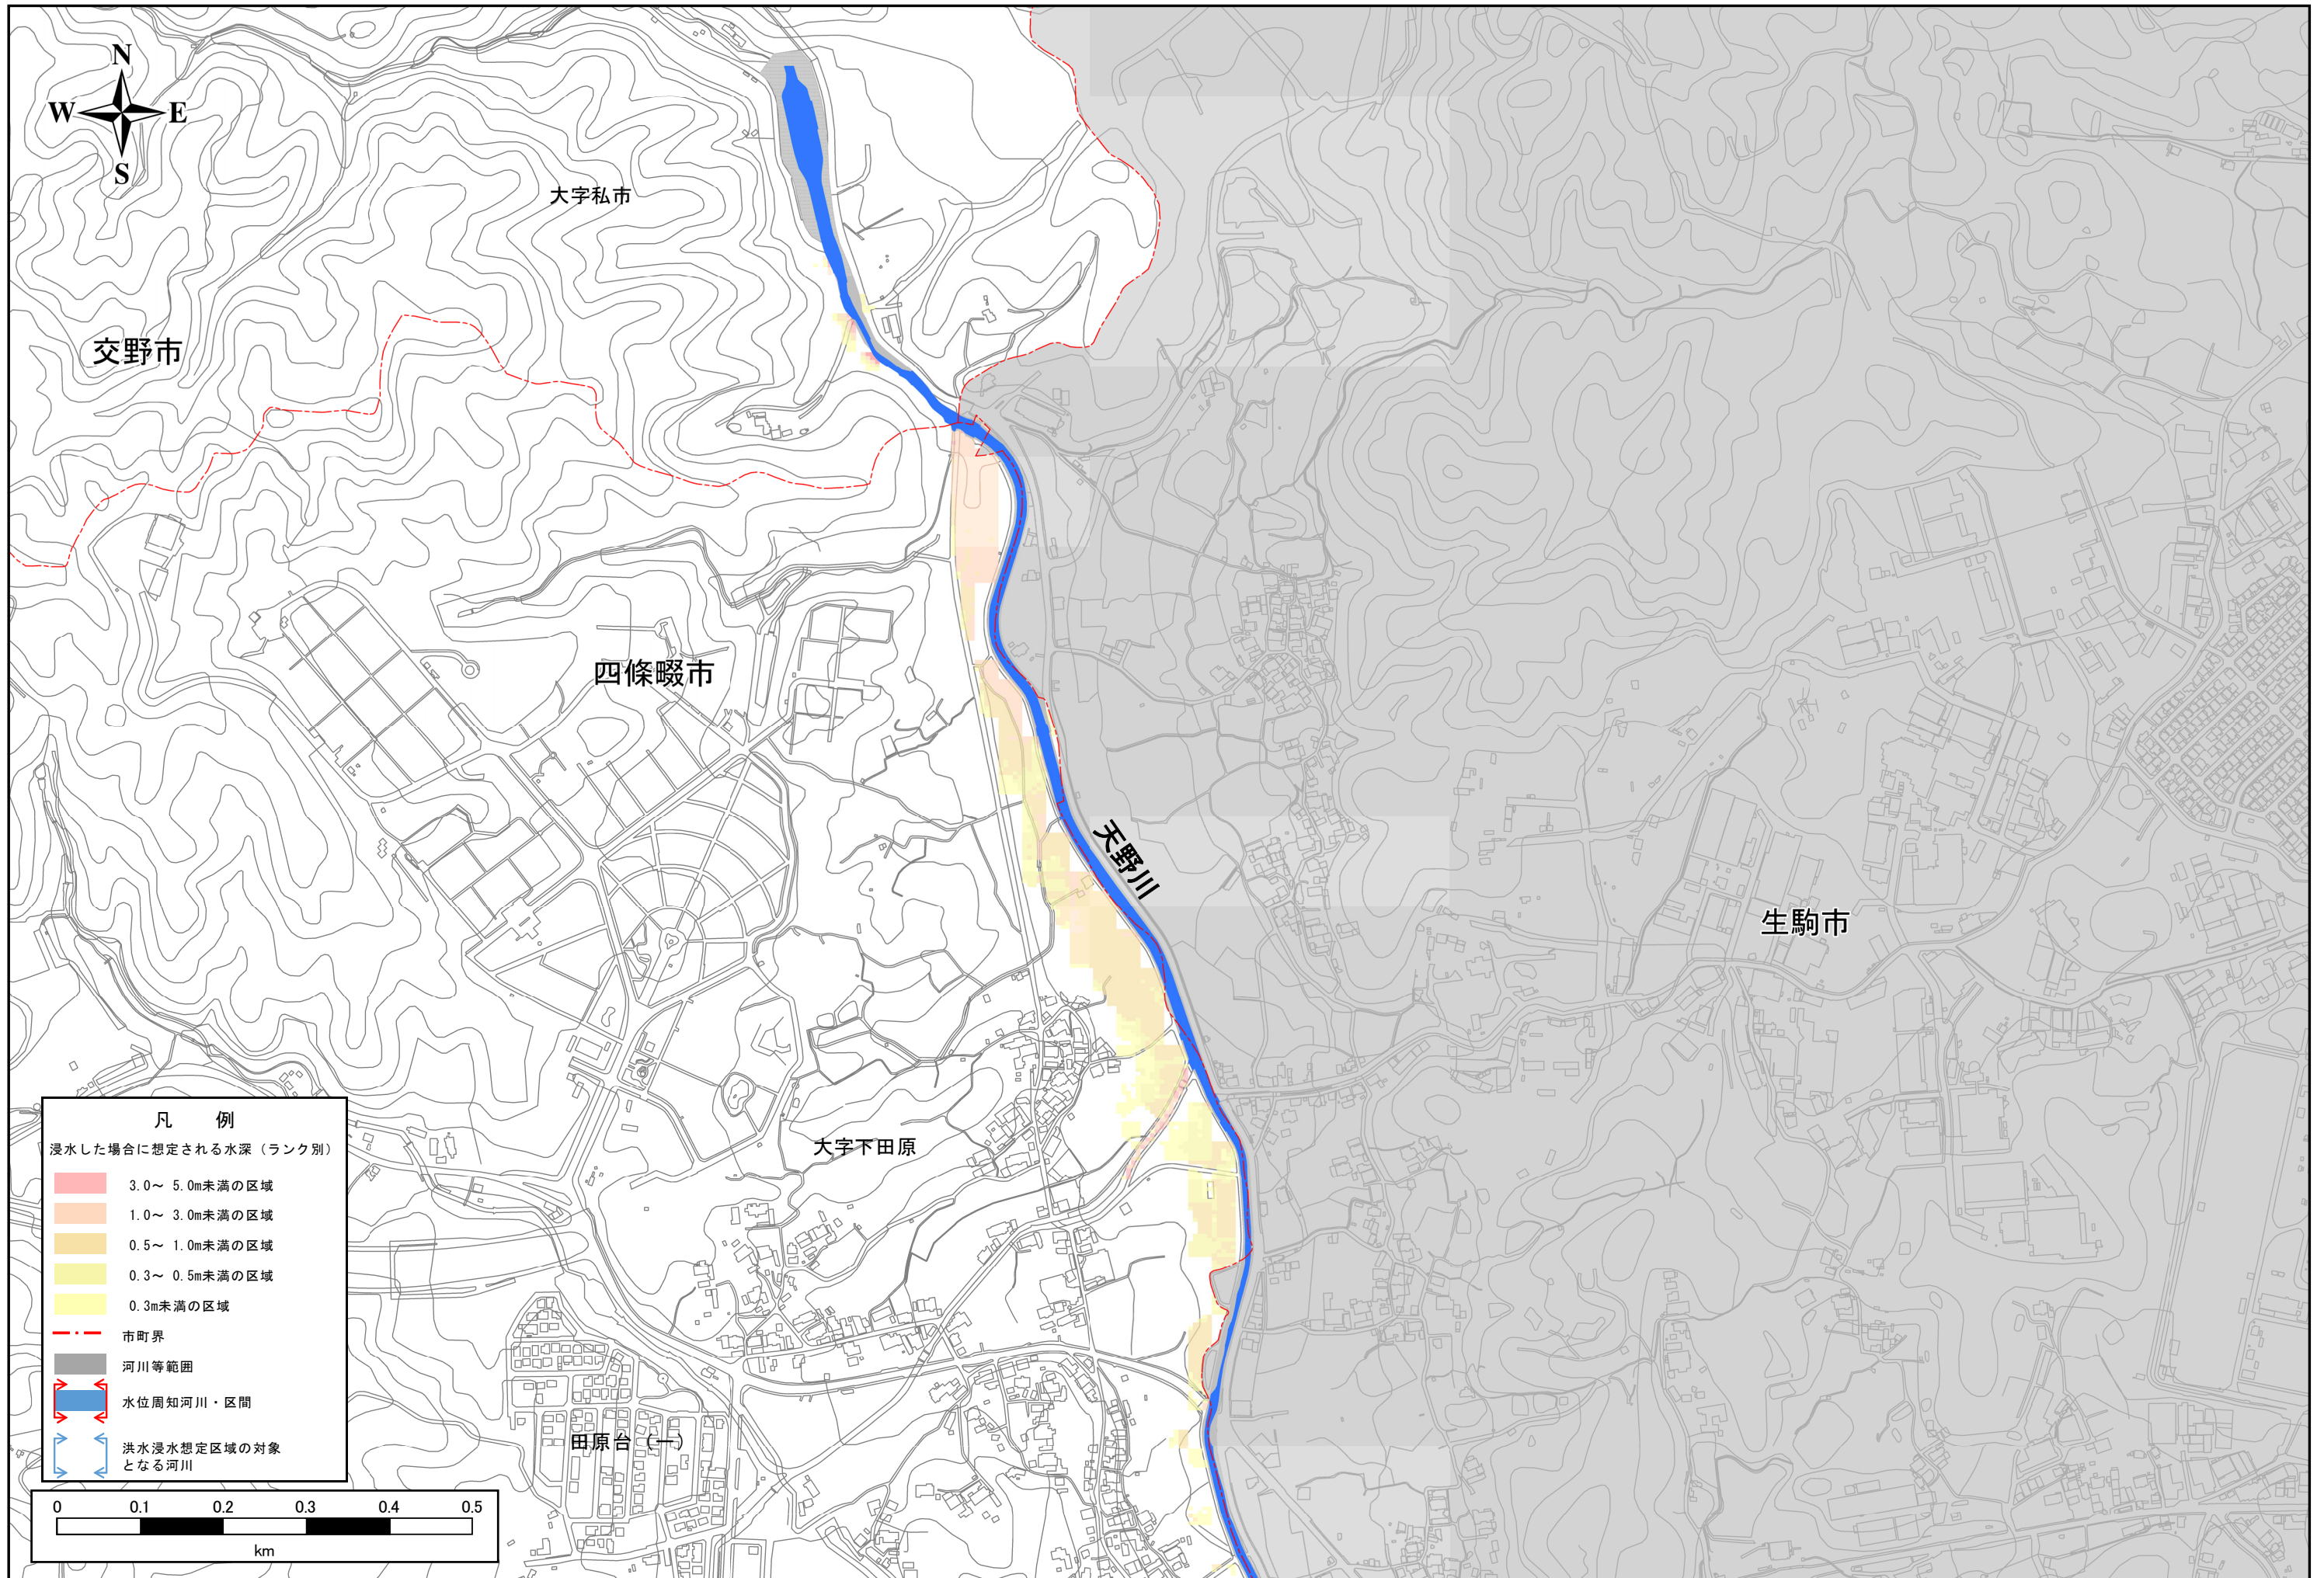 N
W
E
S
大字私市
交野市
四條畷市
天野川
生駒市
大字下田原
田原台（一）
凡　例
浸水した場合に想定される水深（ランク別）
3.0～ 5.0m未満の区域
1.0～ 3.0m未満の区域
0.5～ 1.0m未満の区域
0.3～ 0.5m未満の区域
0.3m未満の区域
市町界
河川等範囲
水位周知河川・区間
洪水浸水想定区域の対象
となる河川
0 0.1 0.2 0.3 0.4 0.5
km